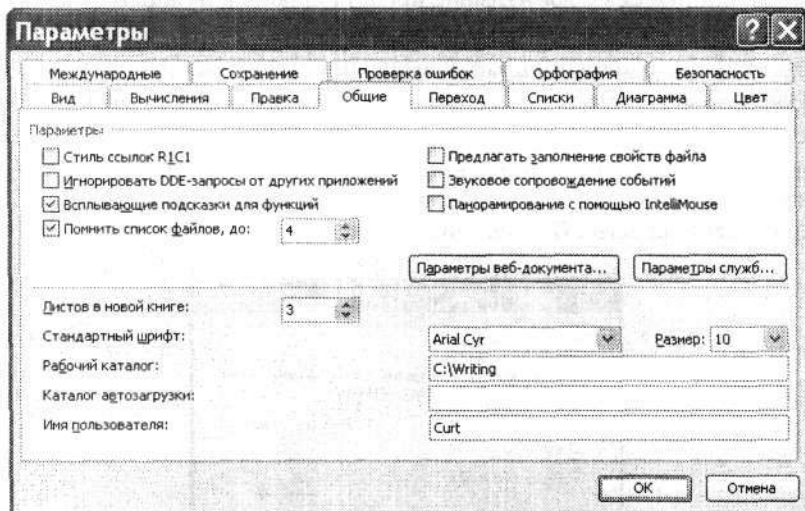 Параметры
Международные Сохранение Проверка ошибок Орфография Безопасность
Вид Вычисления Правка Общие Переход Списки Диаграмма Цвет
Параметры
Стиль ссылок R1C1
Предлагать заполнение свойств файла
Игнорировать DDE-запросы от других приложений
Звуковое сопровождение событий
Всплывающие подсказки для функций
Панорамирование с помощью IntelliMouse
Помнить список файлов, до: 4
Параметры веб-документа... Параметры служб...
Листов в новой книге: 3
Стандартный шрифт: Arial Cyr Размер: 10
Рабочий каталог: C:\Writing
Каталог автозагрузки:
Имя пользователя: Curt
ОК Отмена